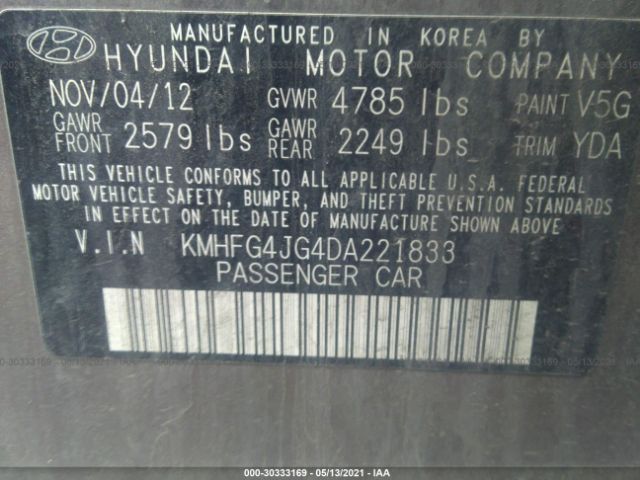 MANUFACTURED IN KOREA BY
HYUNDAI MOTOR COMPANY
NOV/04/12 GVWR 4785 lbs PAINT V5G
GAWR FRONT 2579 lbs GAWR REAR 2249 lbs TRIM YDA
THIS VEHICLE CONFORMS TO ALL APPLICABLE U.S.A. FEDERAL
MOTOR VEHICLE SAFETY, BUMPER, AND THEFT PREVENTION STANDARDS
IN EFFECT ON THE DATE OF MANUFACTURE SHOWN ABOVE
V.I.N KMHFG4JG4DA221833
PASSENGER CAR
000-30333169 - 05/13/2021 - IAA